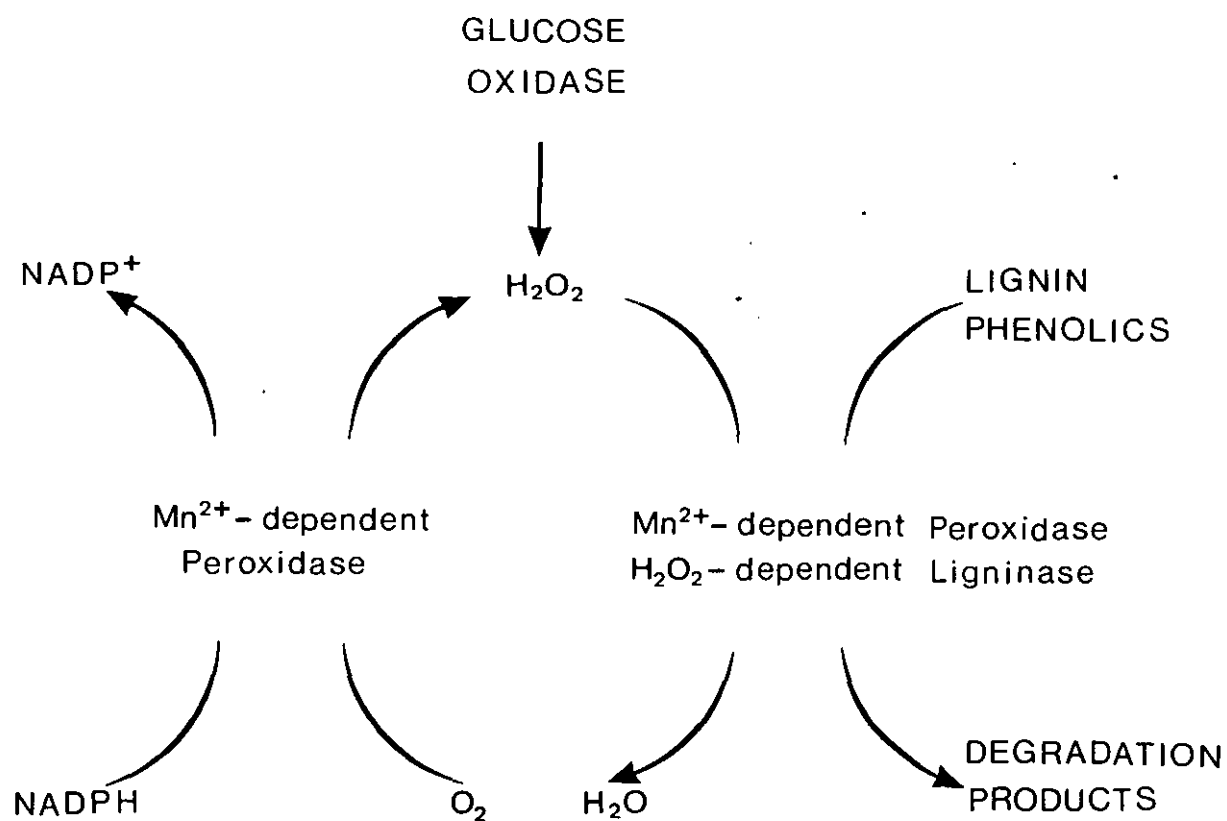 GLUCOSE
OXIDASE
NADP⁺
H₂O₂
LIGNIN
PHENOLICS
Mn²⁺– dependent
Peroxidase
Mn²⁺– dependent Peroxidase
H₂O₂– dependent Ligninase
NADPH
O₂
H₂O
DEGRADATION
PRODUCTS